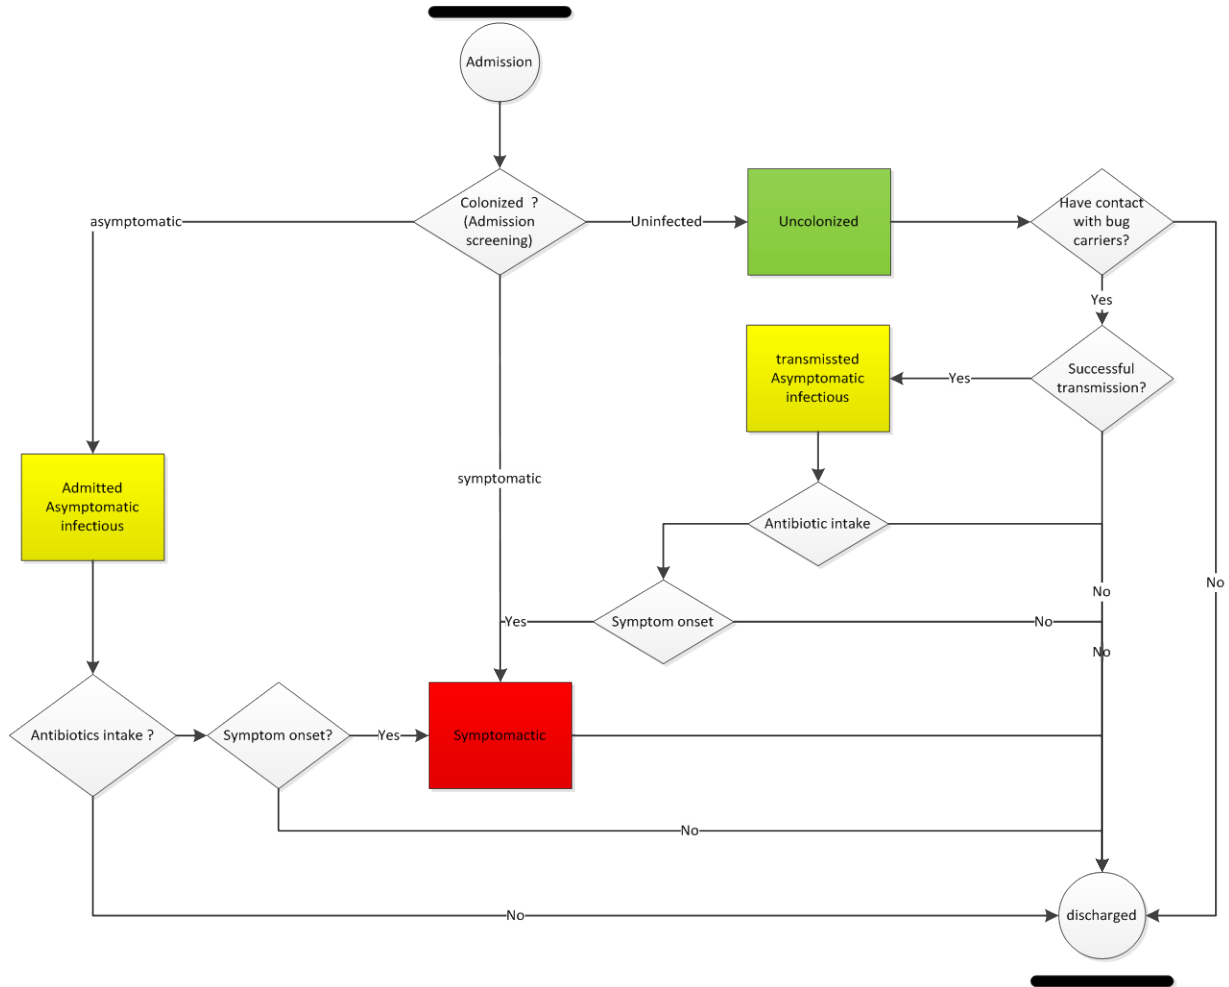 Admission
Colonized  ?
(Admission
screening)
asymptomatic
Uninfected
Uncolonized
Have contact
with bug
carriers?
Yes
transmissted
Asymptomatic
infectious
Yes
Successful
transmission?
symptomatic
Admitted
Asymptomatic
infectious
Antibiotic intake
No
No
Yes
Symptom onset
No
No
Antibiotics intake ?
Symptom onset?
Yes
Symptomactic
No
No
discharged